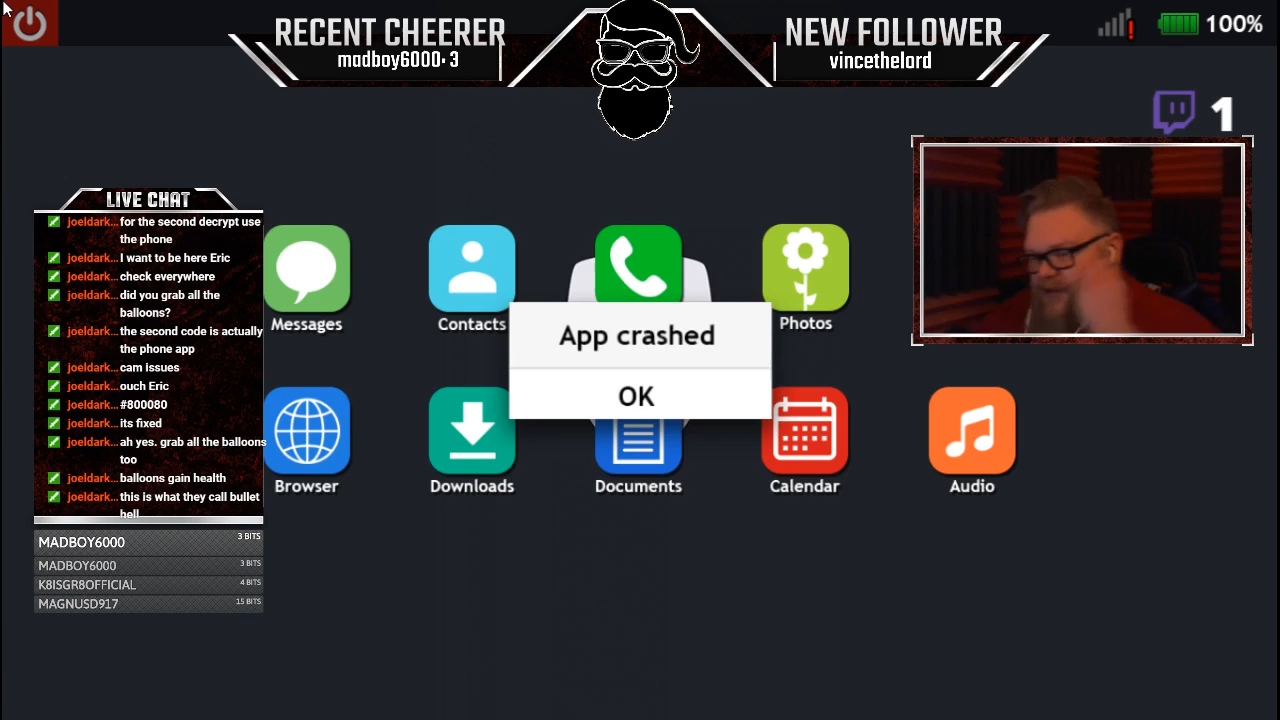 RECENT CHEERER
madboy6000: 3
NEW FOLLOWER
vincethelord
100%
1
LIVE CHAT
joeldark... for the second decrypt use
the phone
joeldark... I want to be here Eric
joeldark... check everywhere
joeldark... did you grab all the
balloons?
joeldark... the second code is actually
the phone app
joeldark... cam issues
joeldark... ouch Eric
joeldark... #800080
joeldark... its fixed
joeldark... ah yes. grab all the balloons
too
joeldark... balloons gain health
joeldark... this is what they call bullet
hell
MADBOY6000 3 BITS
MADBOY6000 3 BITS
K8ISGR8OFFICIAL 4 BITS
MAGNUSD917 15 BITS
Messages
Contacts
Photos
App crashed
OK
Browser
Downloads
Documents
Calendar
Audio